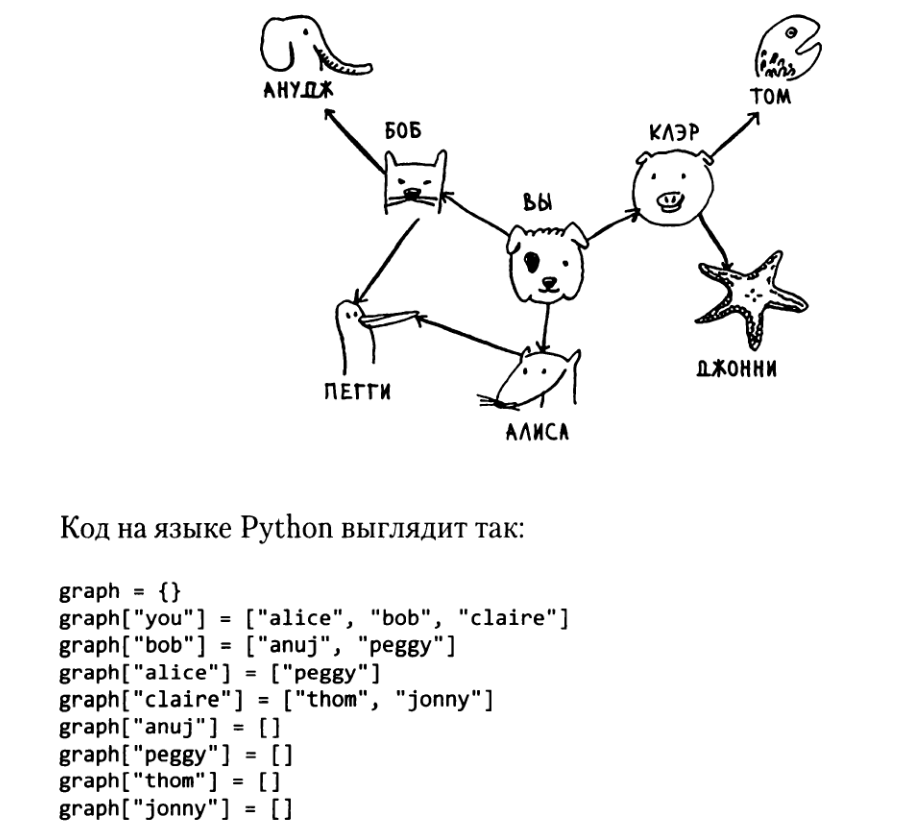 АНУДЖ
ТОМ
БОБ
КЛЭР
ВЫ
ДЖОННИ
ПЕГГИ
АЛИСА
Код на языке Python выглядит так:
graph = {}
graph["you"] = ["alice", "bob", "claire"]
graph["bob"] = ["anuj", "peggy"]
graph["alice"] = ["peggy"]
graph["claire"] = ["thom", "jonny"]
graph["anuj"] = []
graph["peggy"] = []
graph["thom"] = []
graph["jonny"] = []